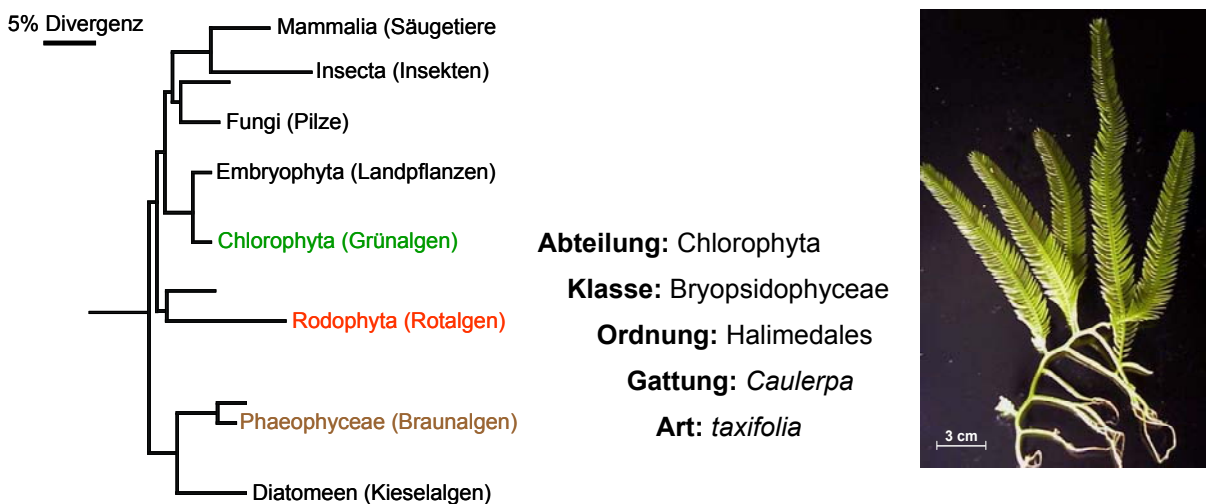 5% Divergenz
Mammalia (Säugetiere
Insecta (Insekten)
Fungi (Pilze)
Embryophyta (Landpflanzen)
Chlorophyta (Grünalgen)
Rodophyta (Rotalgen)
Phaeophyceae (Braunalgen)
Diatomeen (Kieselalgen)
Abteilung: Chlorophyta
Klasse: Bryopsidophyceae
Ordnung: Halimedales
Gattung: Caulerpa
Art: taxifolia
3 cm